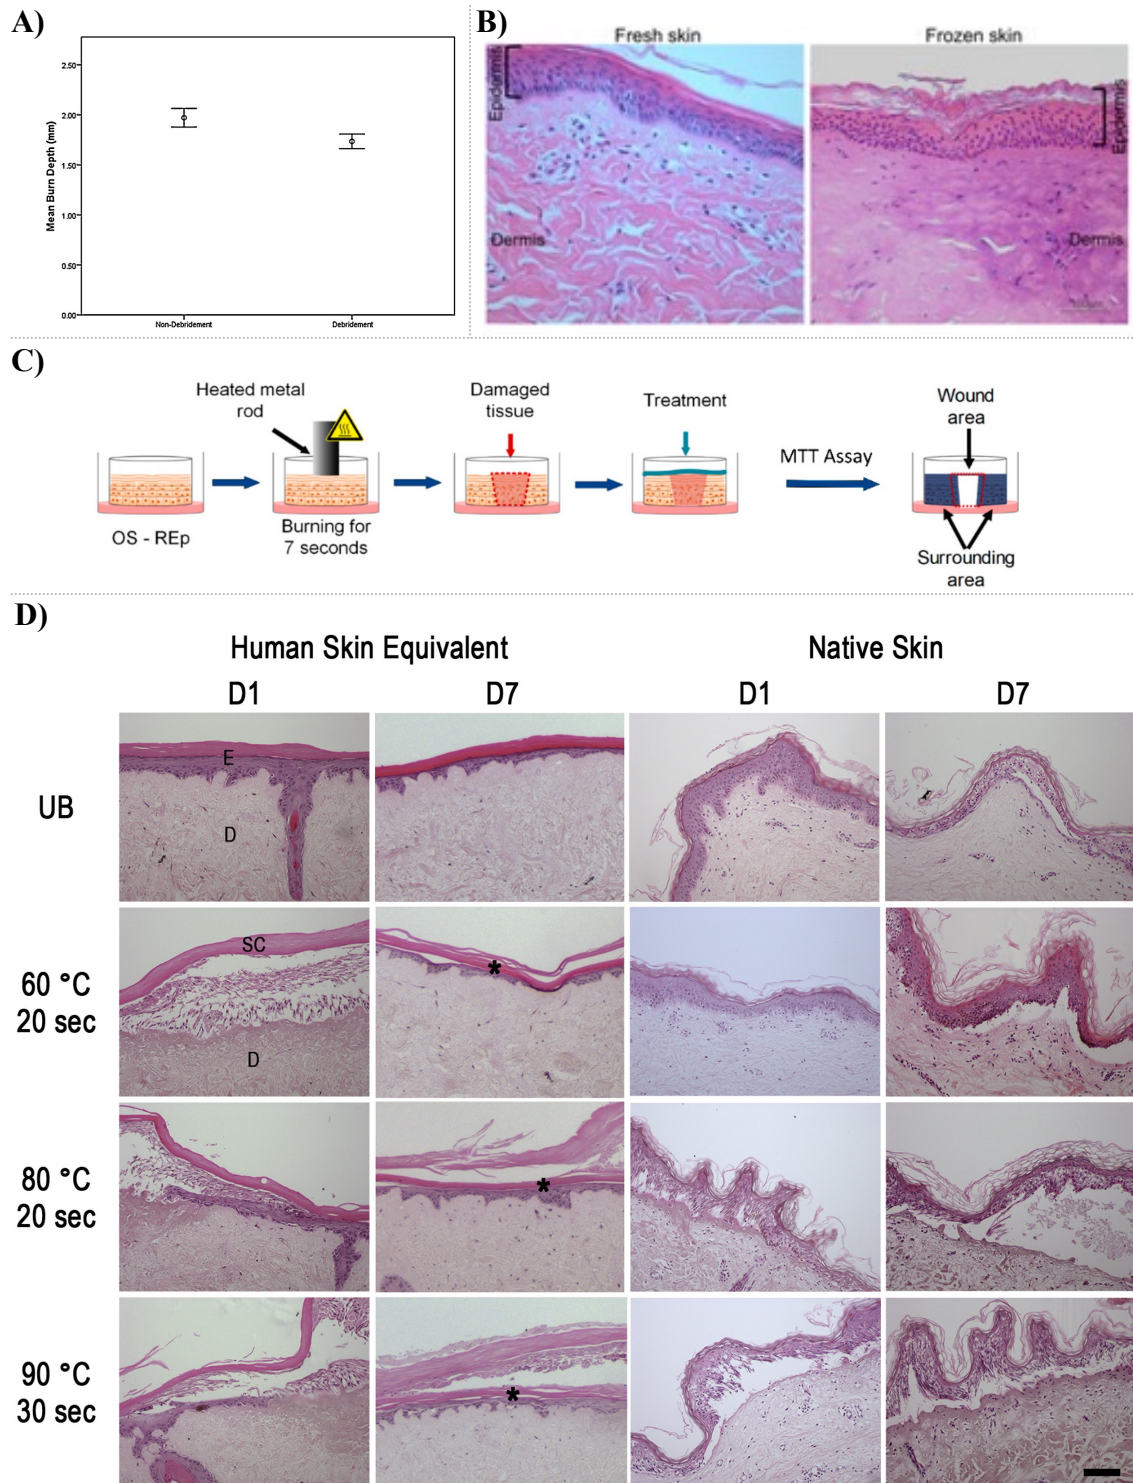 A)
2.50
2.00
1.50
1.00
0.50
0.00
Mean Burn Depth (mm)
Non-Debridement
Debridement
B)
Fresh skin
Frozen skin
Epidermis
Dermis
Epidermis
Dermis
C)
Heated metal
rod
Damaged
tissue
Treatment
MTT Assay
Wound
area
OS - REp
Burning for
7 seconds
Surrounding
area
D)
Human Skin Equivalent
Native Skin
D1
D7
D1
D7
UB
E
D
60 °C
20 sec
SC
D
*
80 °C
20 sec
*
90 °C
30 sec
*